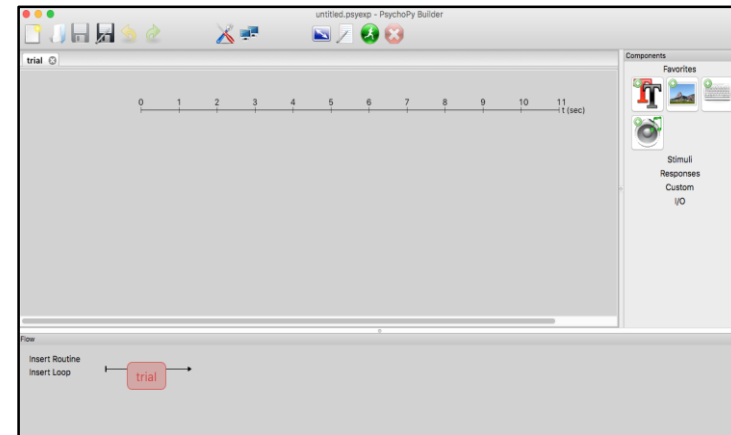 untitled.psyexp - PsychoPy Builder
trial
Components
Favorites
0 1 2 3 4 5 6 7 8 9 10 11
t (sec)
Stimuli
Responses
Custom
I/O
Flow
Insert Routine
Insert Loop
trial